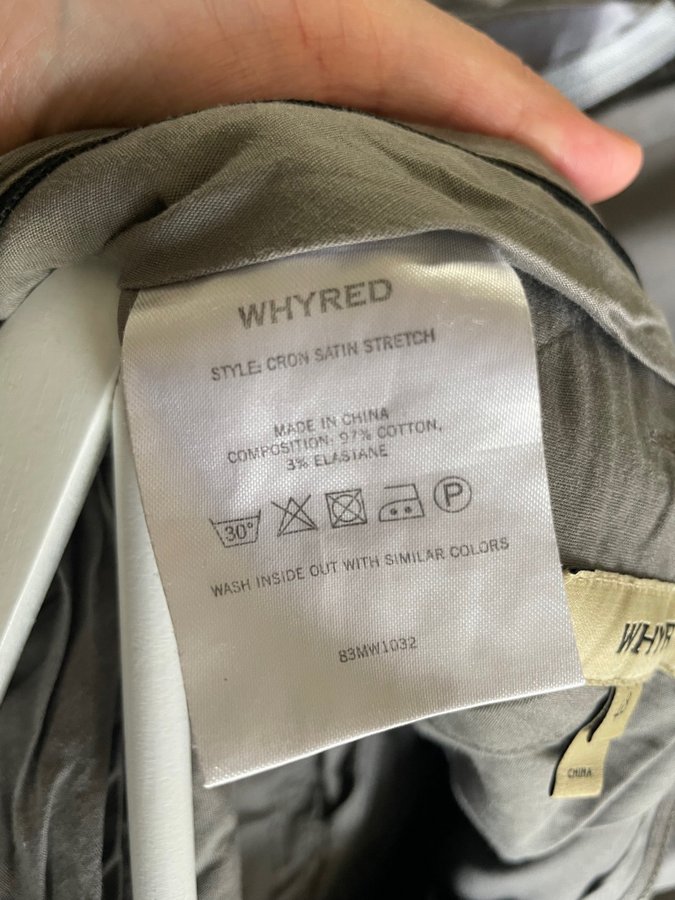 WHYRED
STYLE: CRON SATIN STRETCH
MADE IN CHINA
COMPOSITION: 97% COTTON,
3% ELASTANE
30° P
WASH INSIDE OUT WITH SIMILAR COLORS
83MW1032
WHYR
CHINA